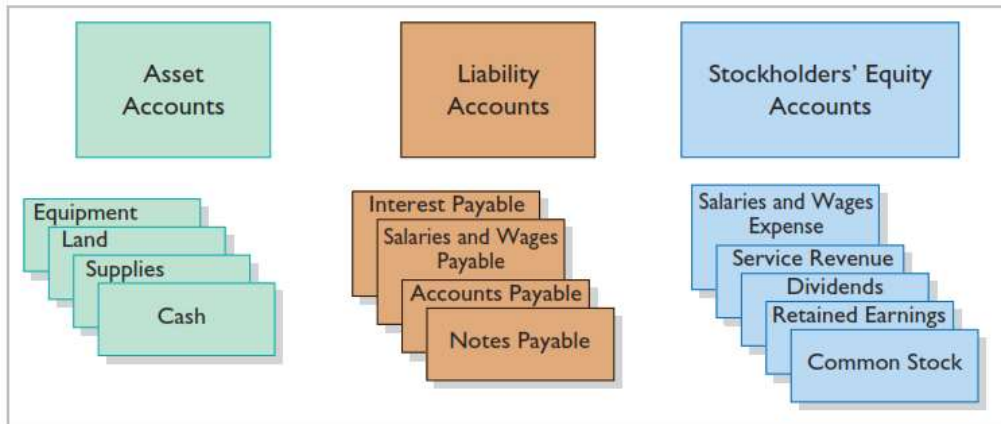 Asset
Accounts
Liability
Accounts
Stockholders' Equity
Accounts
Equipment
Land
Supplies
Cash
Interest Payable
Salaries and Wages
Payable
Accounts Payable
Notes Payable
Salaries and Wages
Expense
Service Revenue
Dividends
Retained Earnings
Common Stock